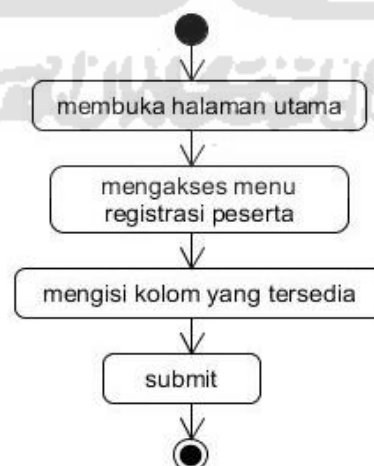 membuka halaman utama
mengakses menu
registrasi peserta
mengisi kolom yang tersedia
submit